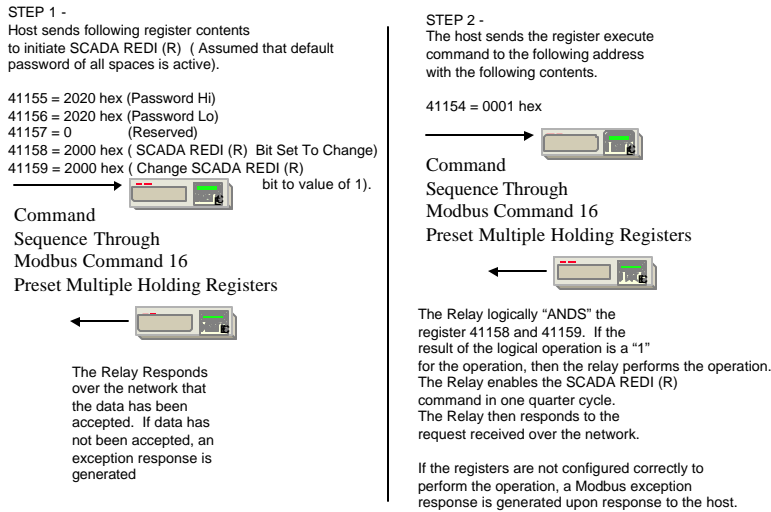 STEP 1 -
Host sends following register contents
to initiate SCADA REDI (R) ( Assumed that default
password of all spaces is active).
41155 = 2020 hex (Password Hi)
41156 = 2020 hex (Password Lo)
41157 = 0 (Reserved)
41158 = 2000 hex ( SCADA REDI (R) Bit Set To Change)
41159 = 2000 hex ( Change SCADA REDI (R)
bit to value of 1).
Command
Sequence Through
Modbus Command 16
Preset Multiple Holding Registers
The Relay Responds
over the network that
the data has been
accepted. If data has
not been accepted, an
exception response is
generated
STEP 2 -
The host sends the register execute
command to the following address
with the following contents.
41154 = 0001 hex
Command
Sequence Through
Modbus Command 16
Preset Multiple Holding Registers
The Relay logically “ANDS” the
register 41158 and 41159. If the
result of the logical operation is a “1”
for the operation, then the relay performs the operation.
The Relay enables the SCADA REDI (R)
command in one quarter cycle.
The Relay then responds to the
request received over the network.
If the registers are not configured correctly to
perform the operation, a Modbus exception
response is generated upon response to the host.